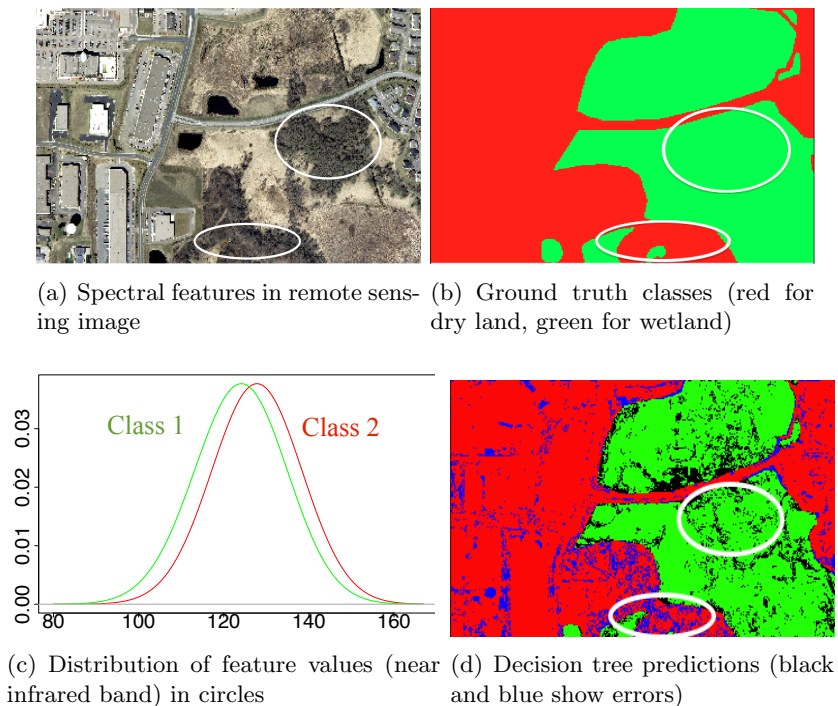 (a) Spectral features in remote sen-
ing image
(b) Ground truth classes (red for
dry land, green for wetland)
Class 1
Class 2
0.03
0.02
0.01
0.00
80
100
120
140
160
(c) Distribution of feature values (near
infrared band) in circles
(d) Decision tree predictions (black
and blue show errors)